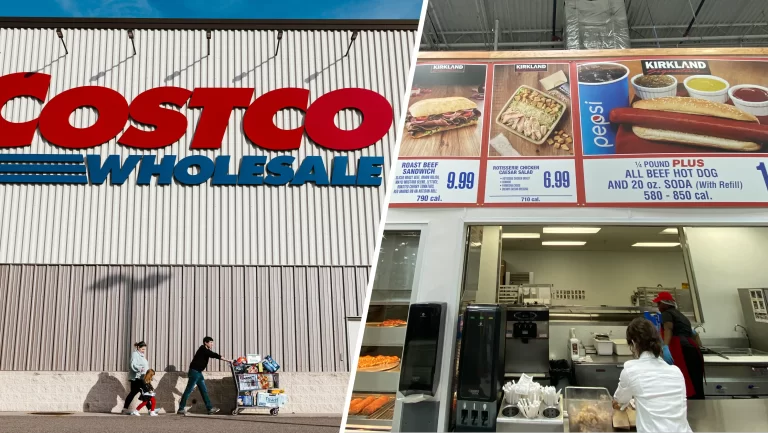 COSTCO
WHOLESALE
KIRKLAND
ROAST BEEF
SANDWICH
9.99
790 cal.
KIRKLAND
ROTISSERIE CHICKEN
CAESAR SALAD
6.99
710 cal.
KIRKLAND
pepsi
¼ POUND PLUS
ALL BEEF HOT DOG
AND 20 oz. SODA (With Refill)
580 - 850 cal.
1